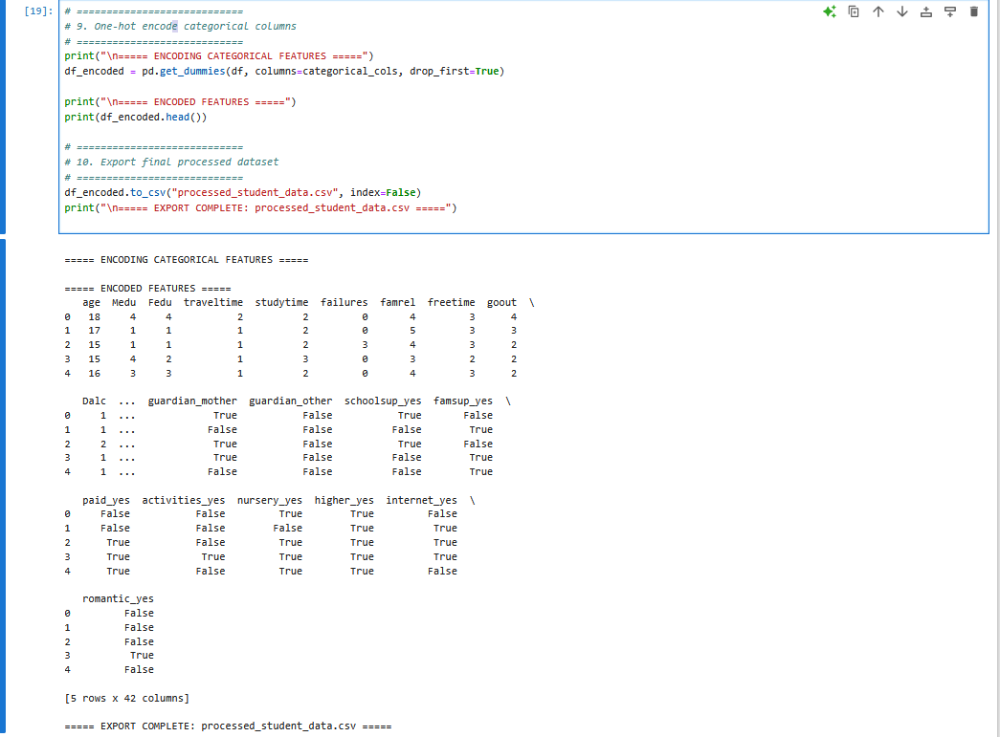 [19]:
# ============================
# 9. One-hot encode categorical columns
# ============================
print("\n===== ENCODING CATEGORICAL FEATURES =====")
df_encoded = pd.get_dummies(df, columns=categorical_cols, drop_first=True)
print("\n===== ENCODED FEATURES =====")
print(df_encoded.head())
# ============================
# 10. Export final processed dataset
# ============================
df_encoded.to_csv("processed_student_data.csv", index=False)
print("\n===== EXPORT COMPLETE: processed_student_data.csv =====")
===== ENCODING CATEGORICAL FEATURES =====
===== ENCODED FEATURES =====
   age  Medu  Fedu  traveltime  studytime  failures  famrel  freetime  goout  \
0   18     4     4           2          2         0       4         3      4
1   17     1     1           1          2         0       5         3      3
2   15     1     1           1          2         3       4         3      2
3   15     4     2           1          3         0       3         2      2
4   16     3     3           1          2         0       4         3      2
   Dalc  ...  guardian_mother  guardian_other  schoolsup_yes  famsup_yes  \
0     1  ...             True           False           True       False
1     1  ...            False           False          False        True
2     2  ...             True           False           True       False
3     1  ...             True           False          False        True
4     1  ...            False           False          False        True
   paid_yes  activities_yes  nursery_yes  higher_yes  internet_yes  \
0     False           False         True        True         False
1     False           False        False        True          True
2      True           False         True        True          True
3      True            True         True        True          True
4      True           False         True        True         False
   romantic_yes
0         False
1         False
2         False
3          True
4         False
[5 rows x 42 columns]
===== EXPORT COMPLETE: processed_student_data.csv =====